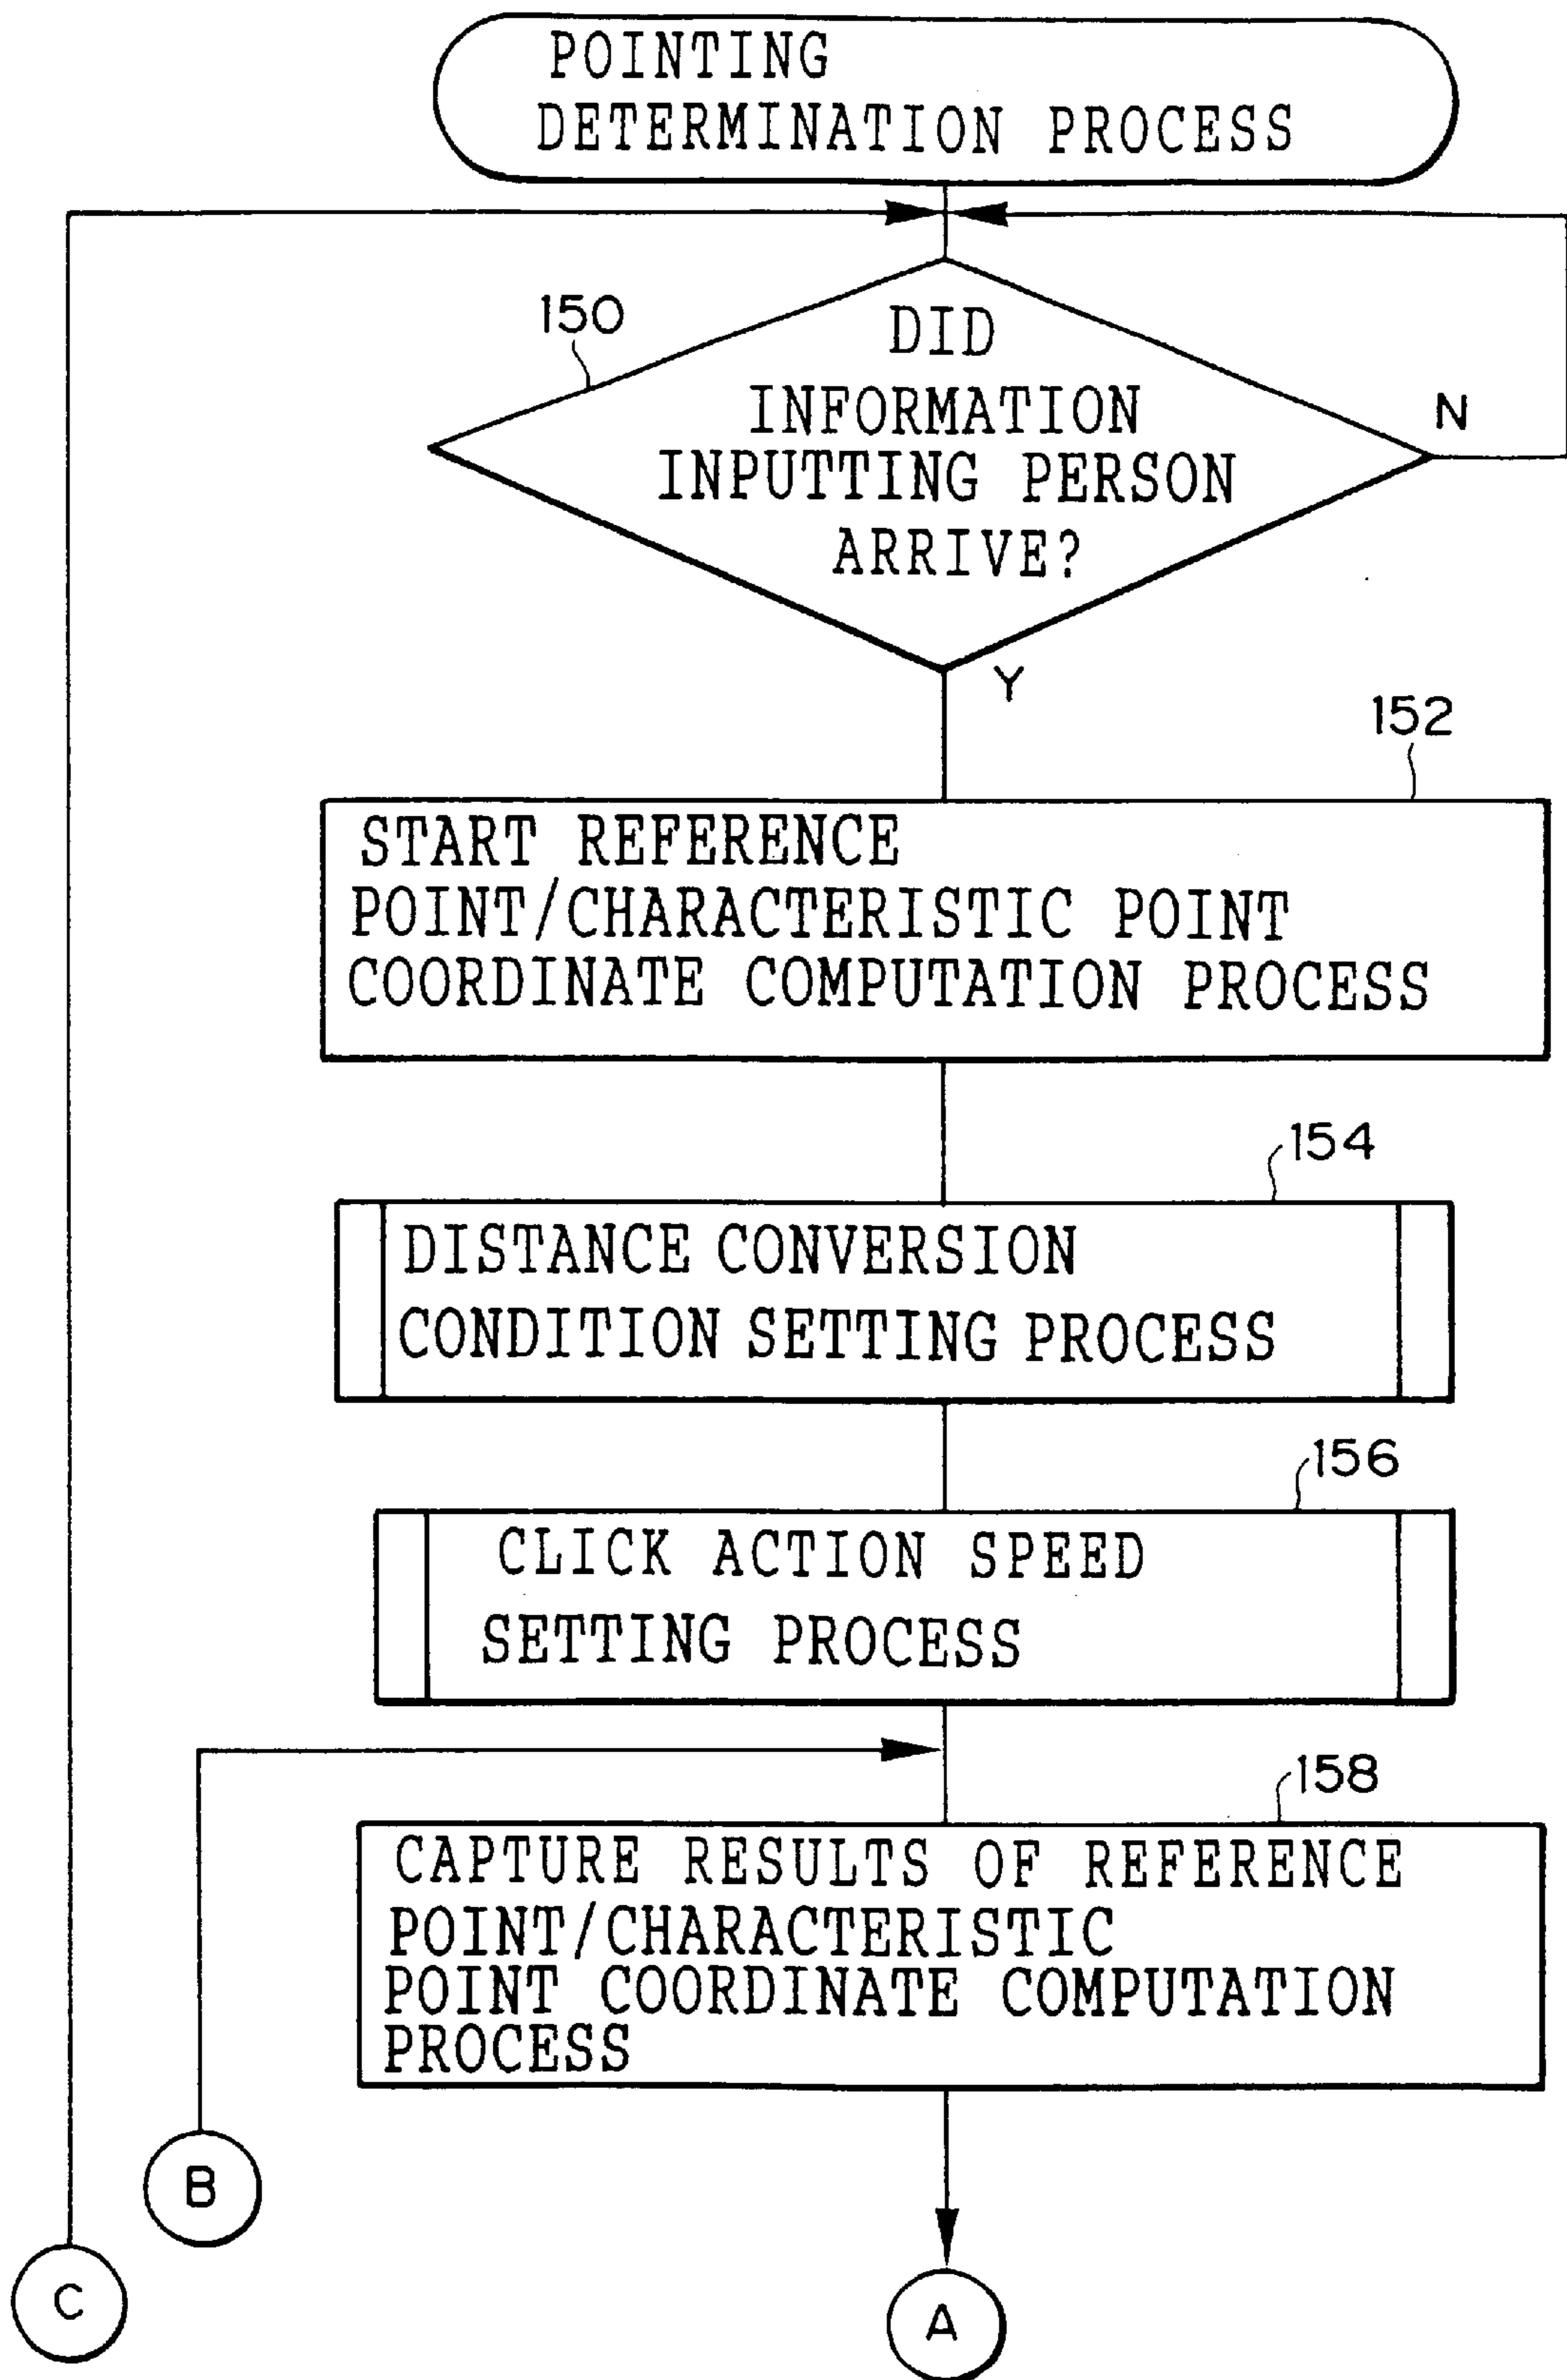 POINTING
DETERMINATION PROCESS
150
DID
INFORMATION
INPUTTING PERSON
ARRIVE?
N
Y
152
START REFERENCE
POINT/CHARACTERISTIC POINT
COORDINATE COMPUTATION PROCESS
154
DISTANCE CONVERSION
CONDITION SETTING PROCESS
156
CLICK ACTION SPEED
SETTING PROCESS
158
CAPTURE RESULTS OF REFERENCE
POINT/CHARACTERISTIC
POINT COORDINATE COMPUTATION
PROCESS
B
C
A